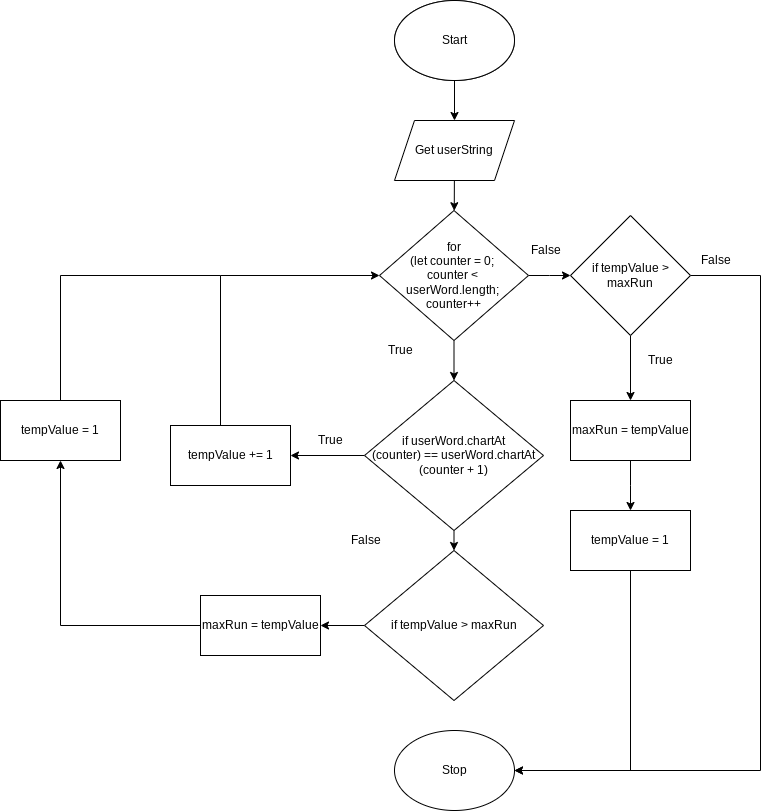 Start
Get userString
for
(let counter = 0;
counter <
userWord.length;
counter++
False
if tempValue >
maxRun
False
True
True
tempValue = 1
maxRun = tempValue
if userWord.chartAt
(counter) == userWord.chartAt
(counter + 1)
True
tempValue += 1
False
tempValue = 1
maxRun = tempValue
if tempValue > maxRun
Stop